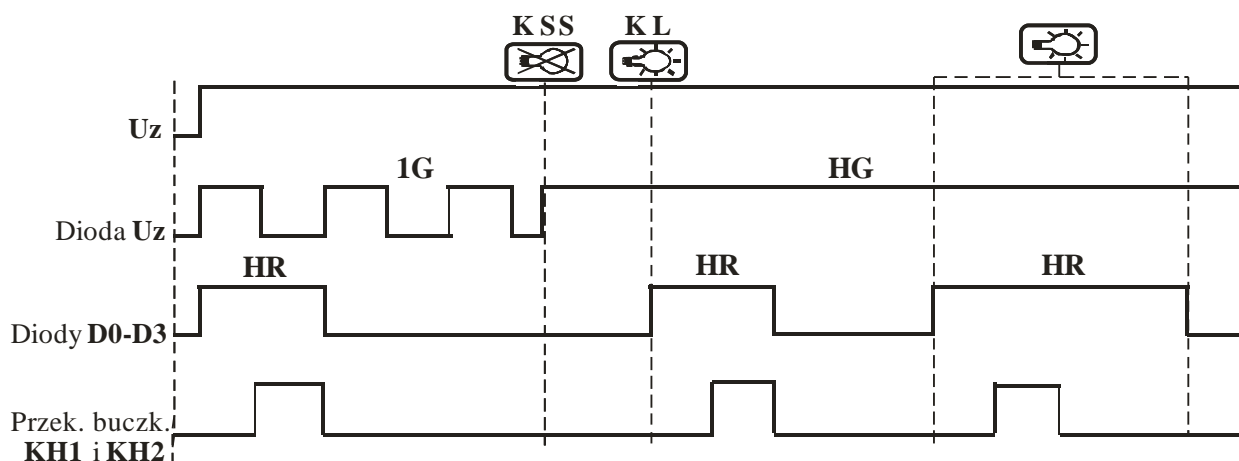 K SS K L
Uz
1G HG
Dioda Uz
HR HR HR
Diody D0-D3
Przek. buczk.
KH1 i KH2